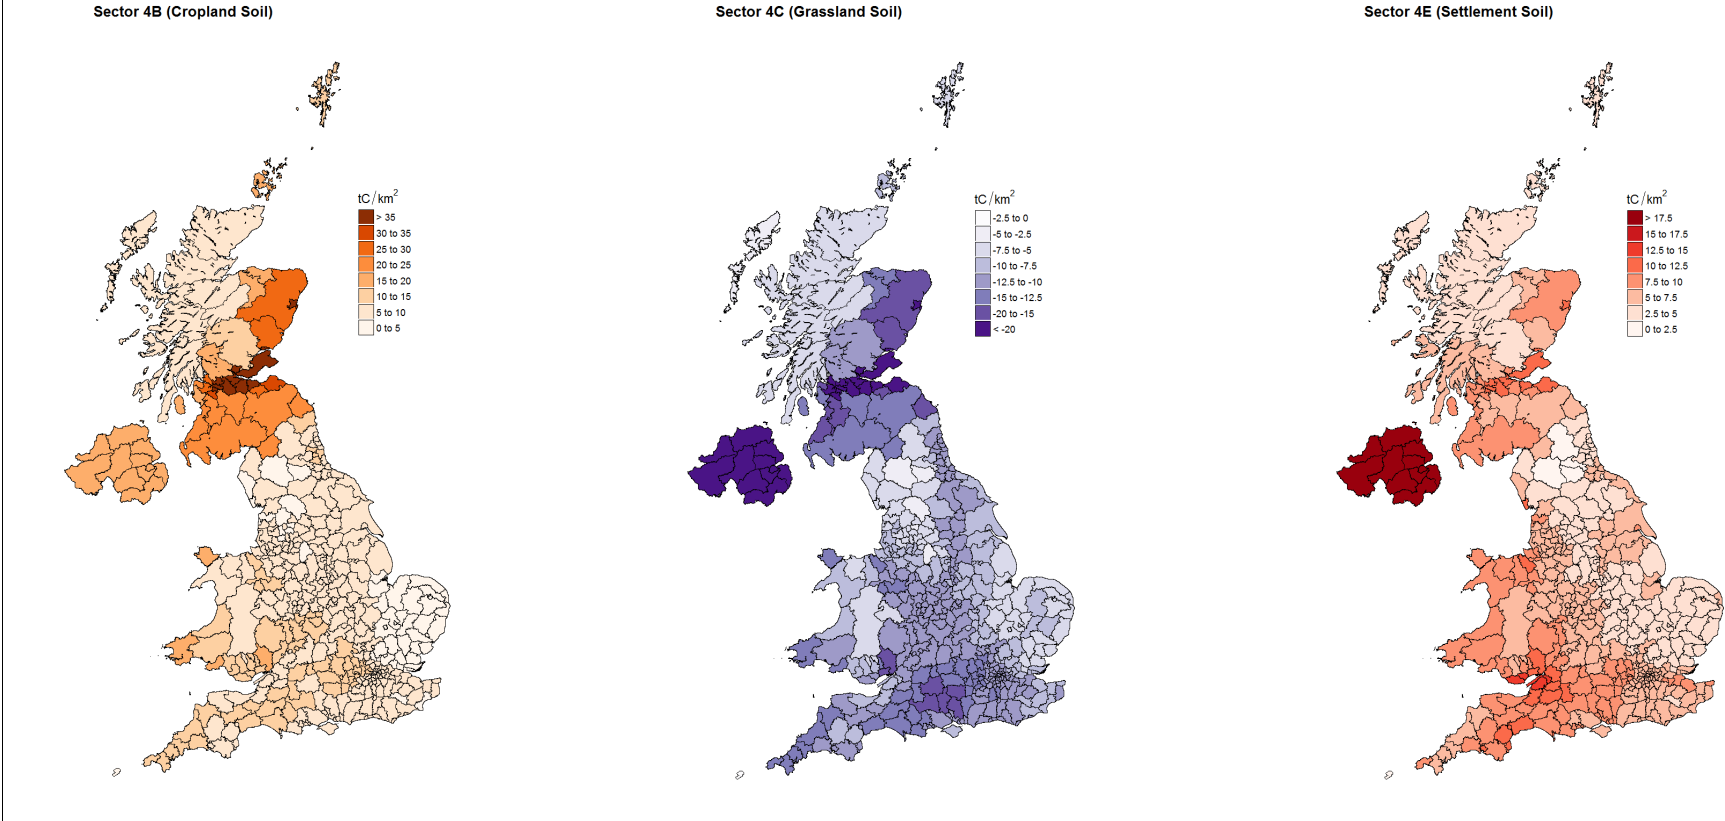 Sector 4B (Cropland Soil)
Sector 4C (Grassland Soil)
Sector 4E (Settlement Soil)
tC/km²
> 35
30 to 35
25 to 30
20 to 25
15 to 20
10 to 15
5 to 10
0 to 5
tC/km²
-2.5 to 0
-5 to -2.5
-7.5 to -5
-10 to -7.5
-12.5 to -10
-15 to -12.5
-20 to -15
< -20
tC/km²
> 17.5
15 to 17.5
12.5 to 15
10 to 12.5
7.5 to 10
5 to 7.5
2.5 to 5
0 to 2.5